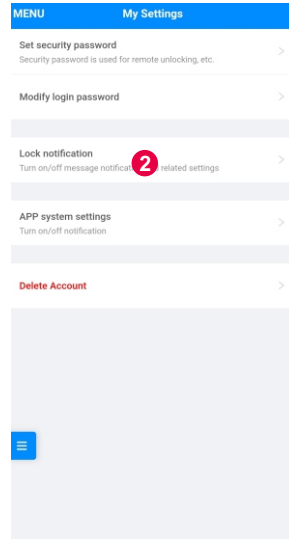 MENU My Settings
Set security password
Security password is used for remote unlocking, etc.
Modify login password
Lock notification
Turn on/off message notificat 2 related settings
APP system settings
Turn on/off notification
Delete Account